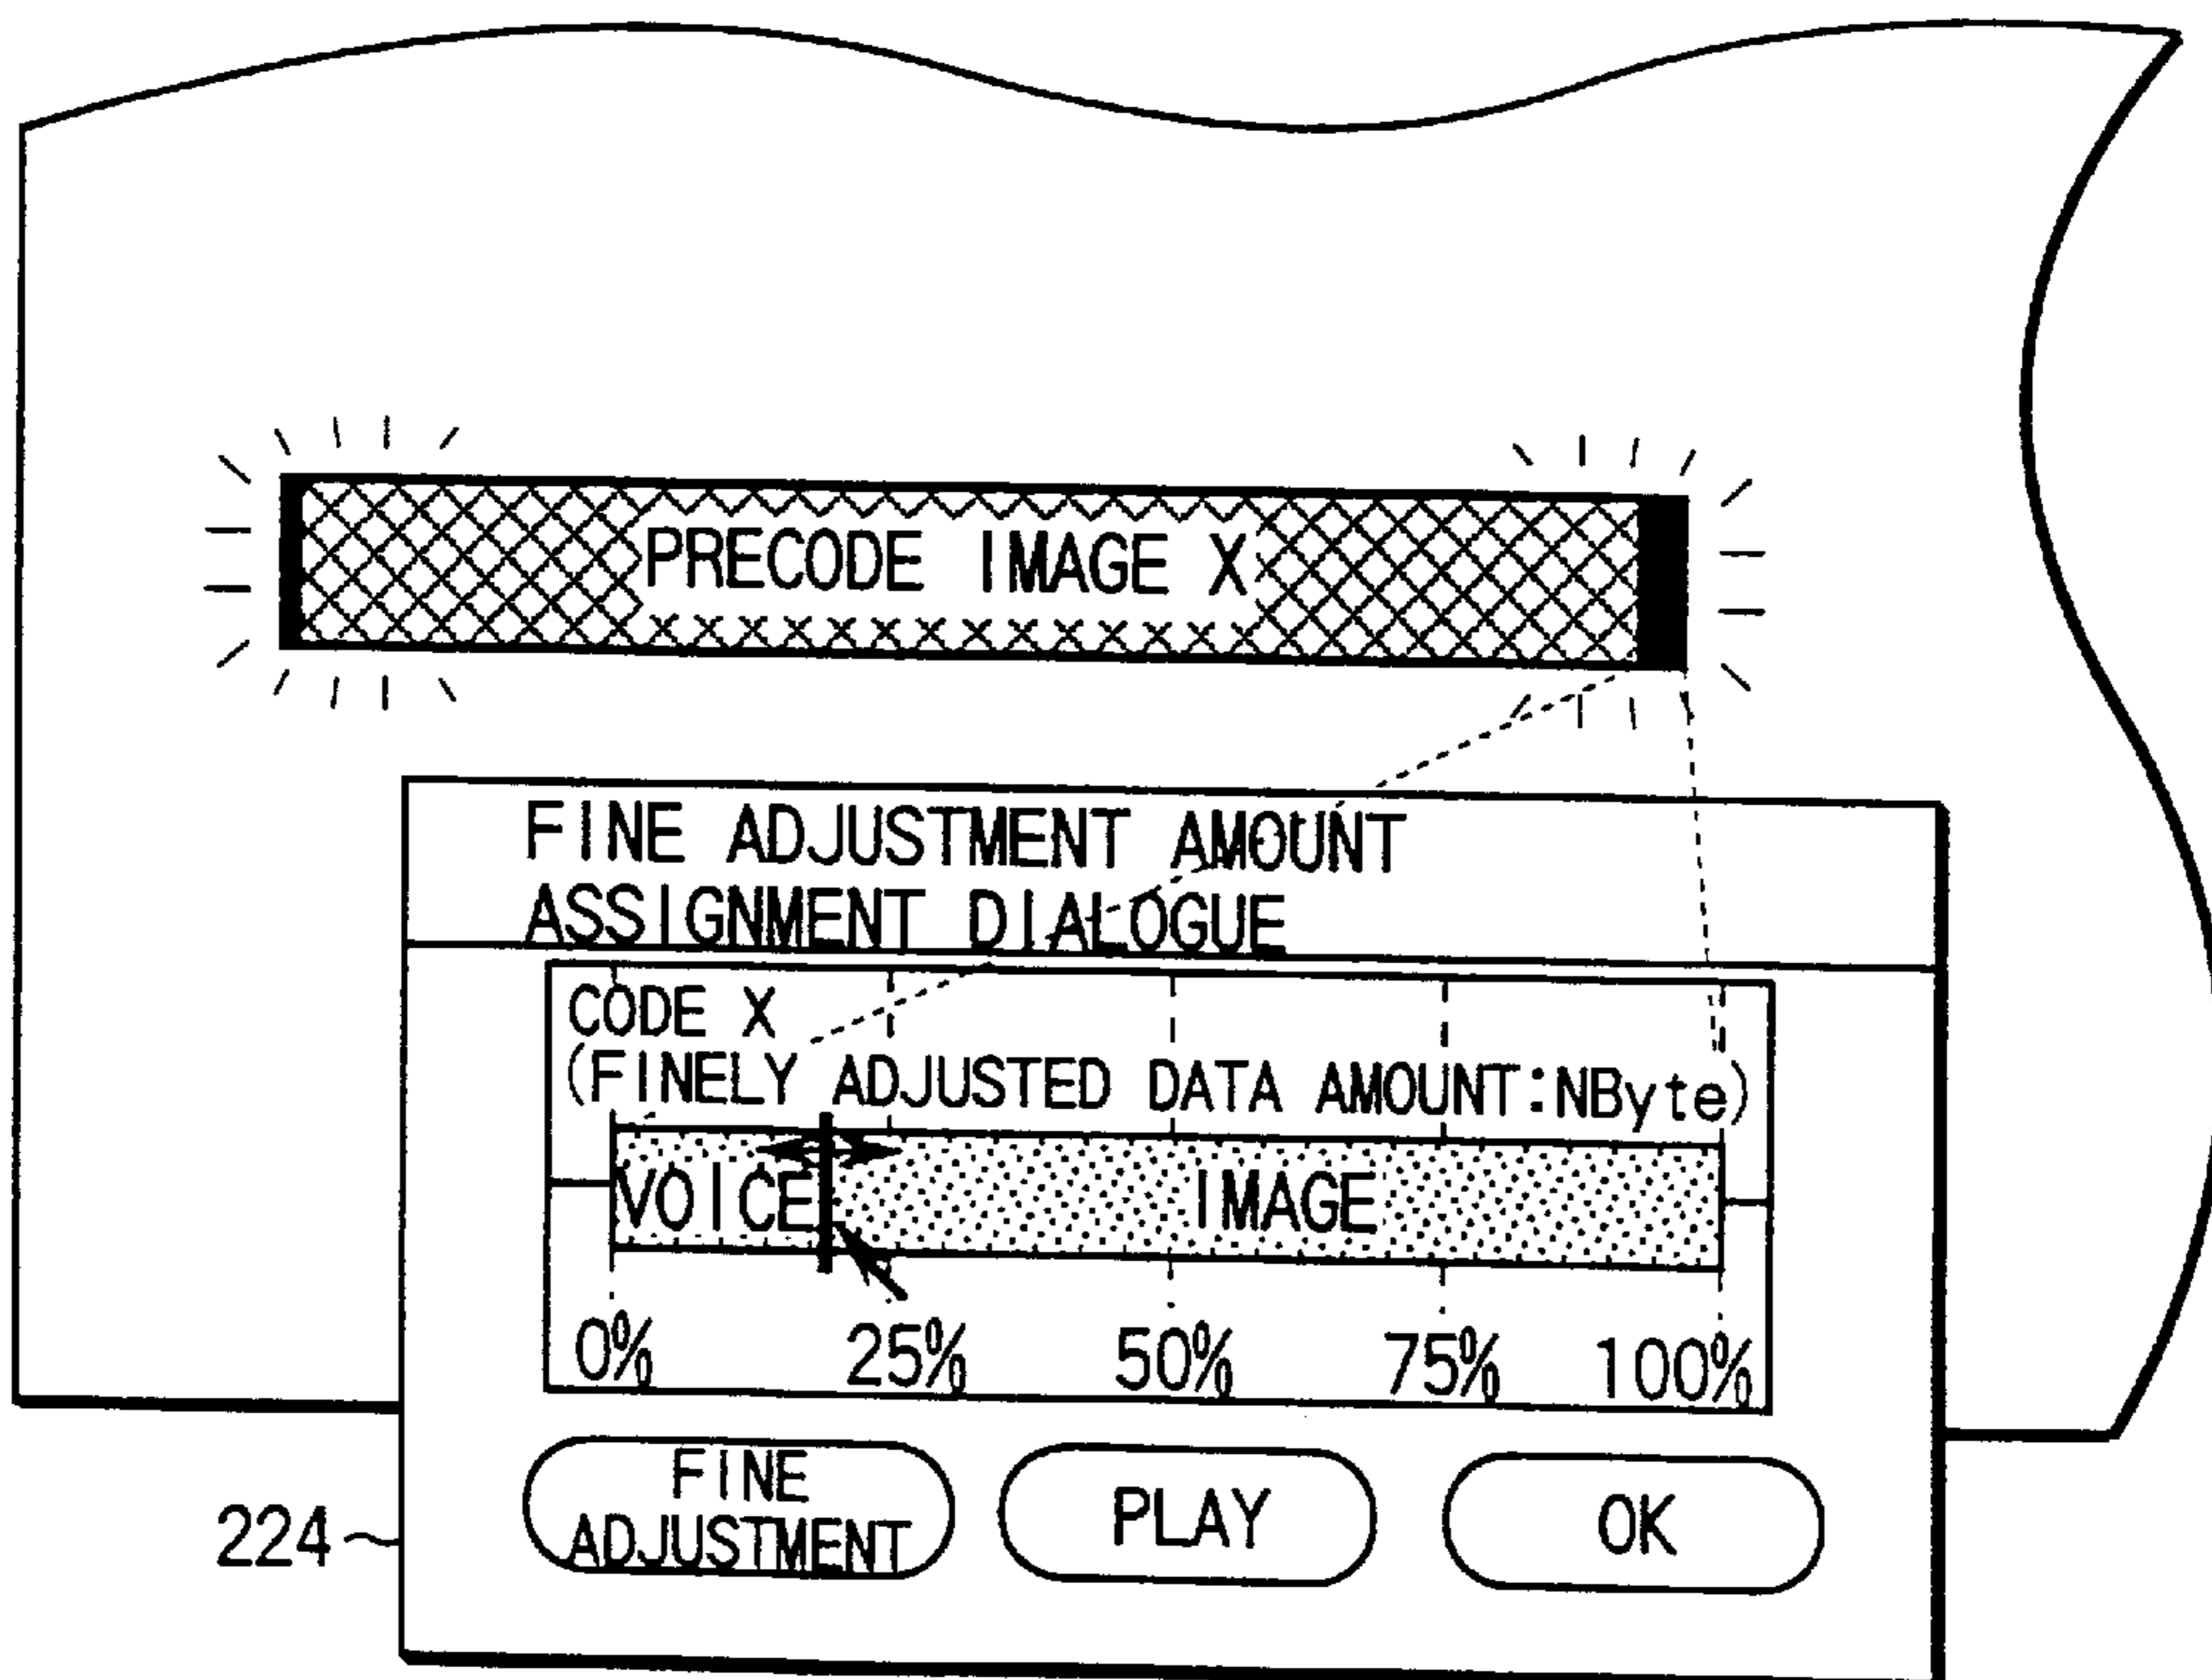 PRECODE IMAGE X
FINE ADJUSTMENT AMOUNT
ASSIGNMENT DIALOGUE
CODE X
(FINELY ADJUSTED DATA AMOUNT:NByte)
VOICE IMAGE
0% 25% 50% 75% 100%
FINE
ADJUSTMENT
PLAY
OK
224